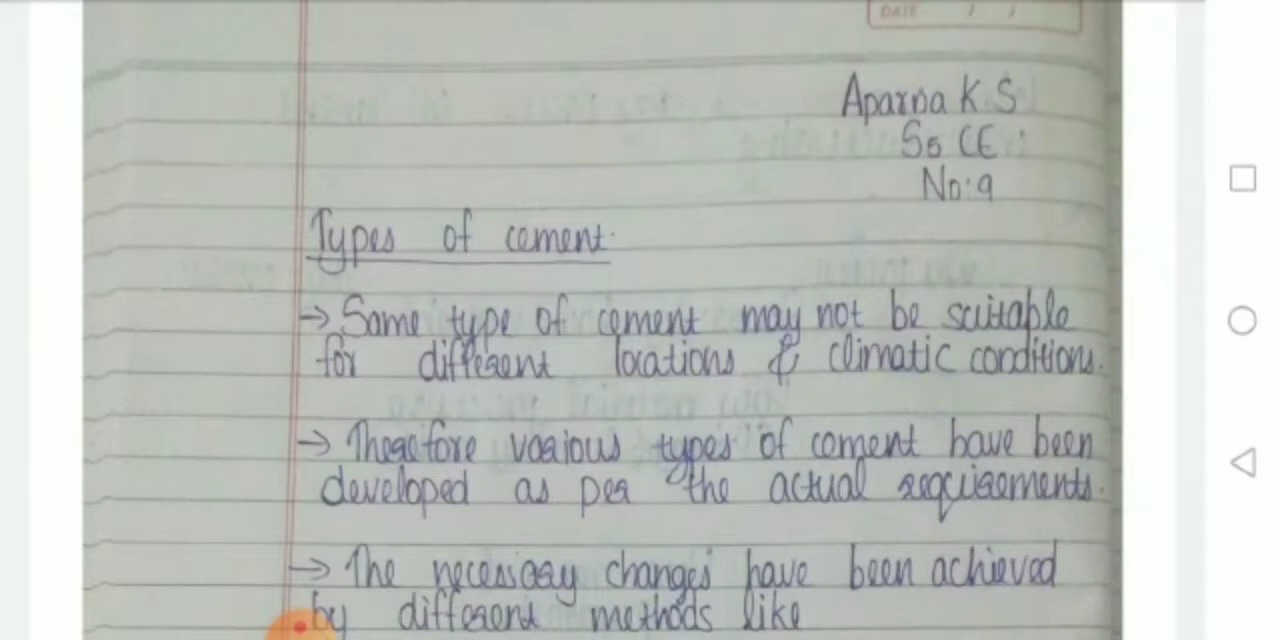 DATE / /
Aparna K.S
S5 CE
No:9
Types of cement.
→ Same type of cement may not be suitable
for different locations & climatic conditions.
→ Therefore various types of cement have been
developed as per the actual requirements.
→ The necessary changes have been achieved
by different methods like